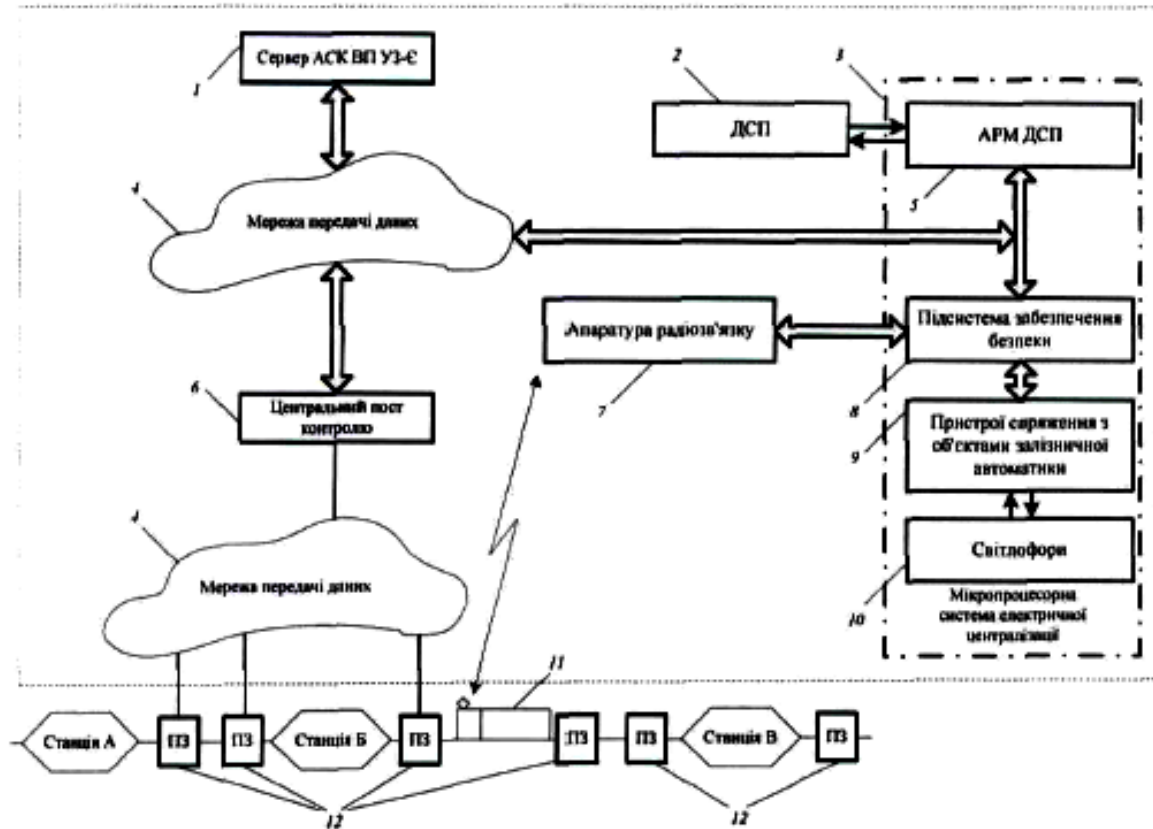 Сервер АСК ВП УЗ-Є
1
2
3
ДСП
АРМ ДСП
4
Мережа передачі даних
5
Апаратура радіозв'язку
Підсистема забезпечення
безпеки
6
7
8
Центральний пост
контролю
9
Пристрої спряження з
об'єктами залізничної
автоматики
4
Мережа передачі даних
Світлофори
10
Мікропроцесорна
система електричної
централізації
11
Станція А
ПЗ
ПЗ
Станція Б
ПЗ
ПЗ
ПЗ
Станція В
ПЗ
12
12